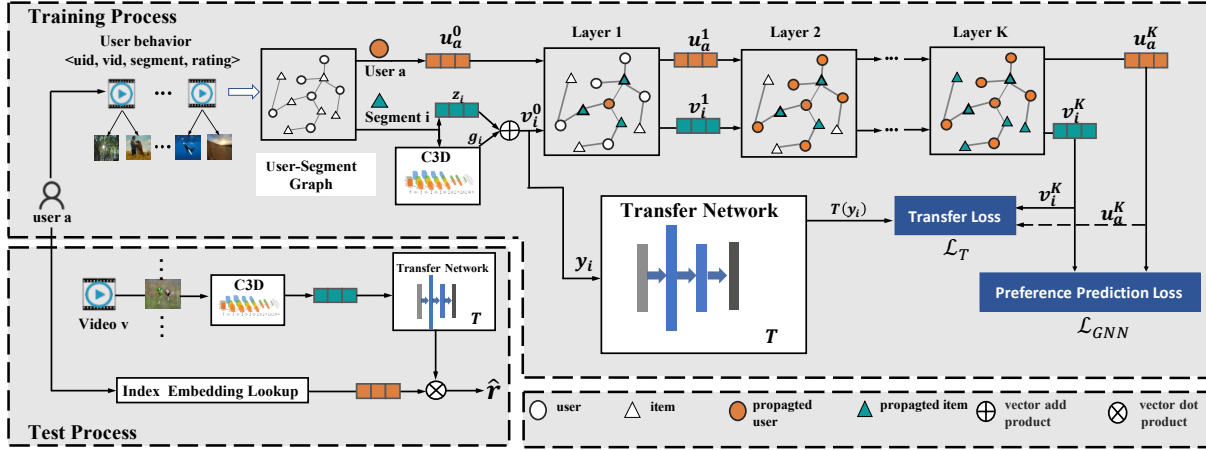 Training Process
User behavior
<uid, vid, segment, rating>
user a
User-Segment
Graph
User a
Segment i
u_a^0
z_i
g_i
C3D
v_i^0
Layer 1
u_a^1
v_i^1
Layer 2
Layer K
u_a^K
v_i^K
y_i
Transfer Network
T
T(y_i)
Transfer Loss
ℒ_T
v_i^K
u_a^K
Preference Prediction Loss
ℒ_GNN
Video v
C3D
Transfer Network
T
Index Embedding Lookup
r̂
Test Process
user
item
propagted
user
propagted item
vector add
product
vector dot
product